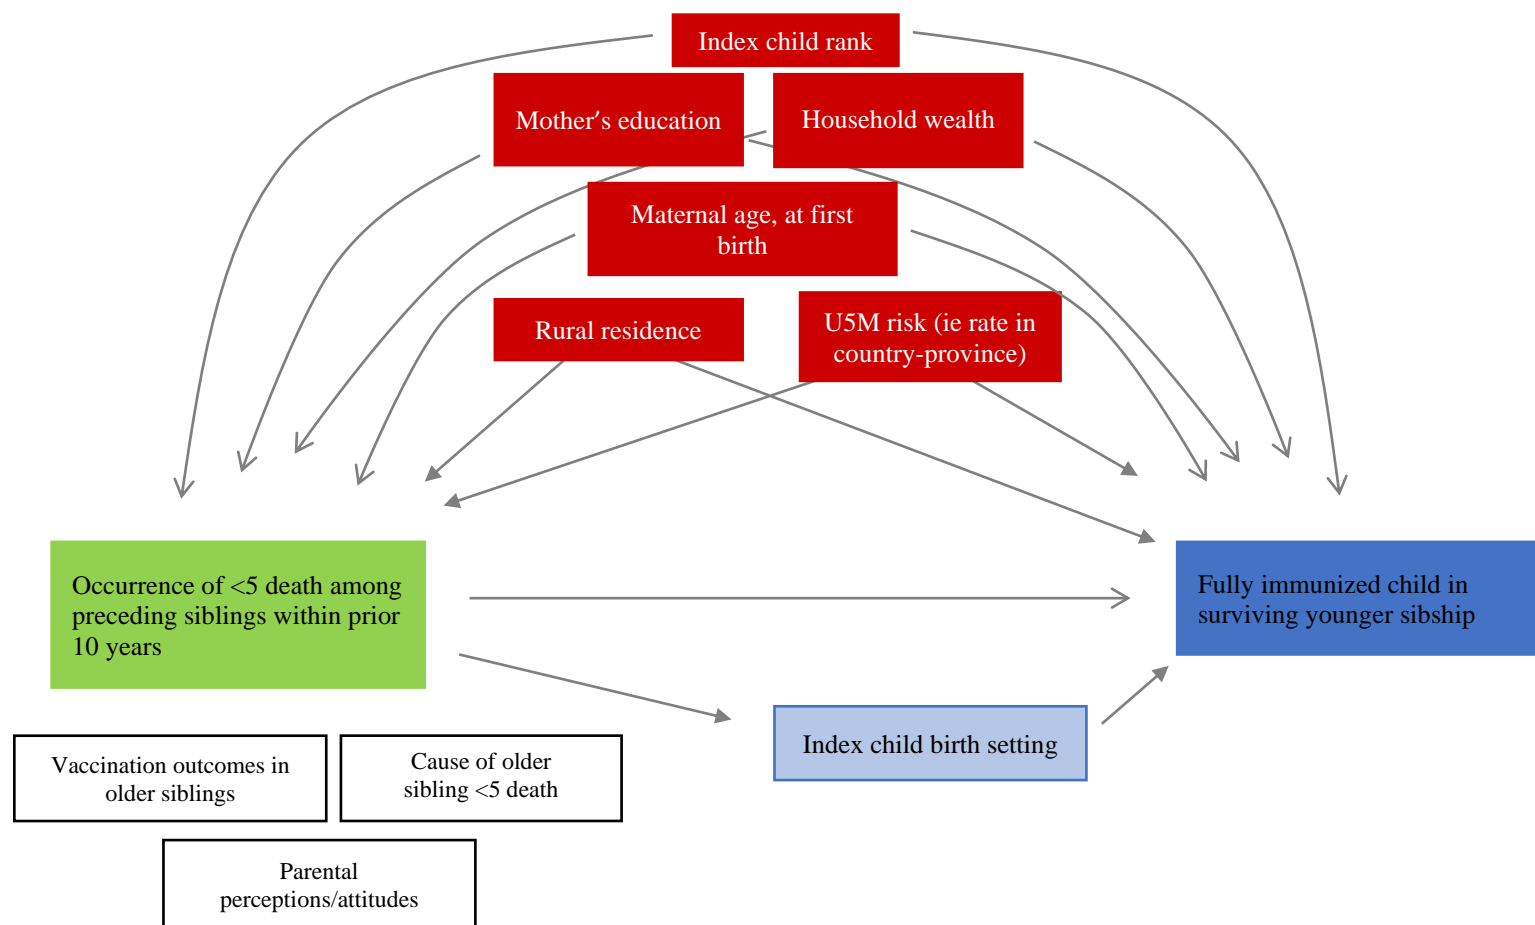 Index child rank
Mother’s education
Household wealth
Maternal age, at first
birth
Rural residence
U5M risk (ie rate in
country-province)
Occurrence of <5 death among
preceding siblings within prior
10 years
Fully immunized child in
surviving younger sibship
Index child birth setting
Vaccination outcomes in
older siblings
Cause of older
sibling <5 death
Parental
perceptions/attitudes